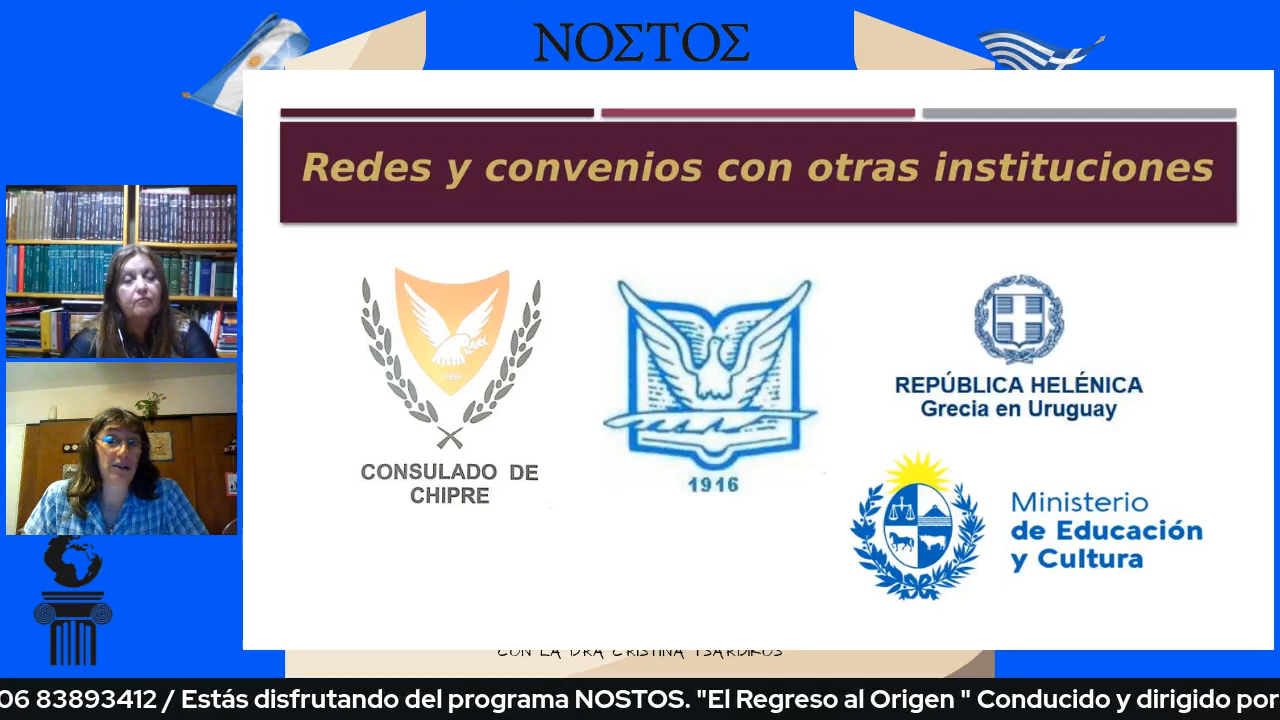 ΝΟΣΤΟΣ
Redes y convenios con otras instituciones
1960
CONSULADO DE
CHIPRE
1916
REPÚBLICA HELÉNICA
Grecia en Uruguay
Ministerio
de Educación
y Cultura
CON LA DRA CRISTINA TSARDIKOS
06 83893412 / Estás disfrutando del programa NOSTOS. "El Regreso al Origen " Conducido y dirigido por